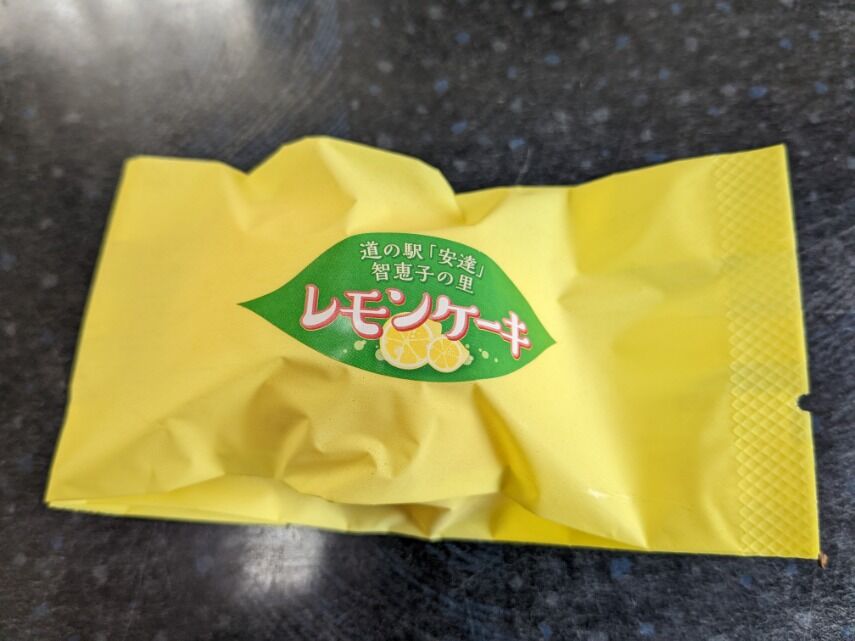 道の駅「安達」
智恵子の里
レモンケーキ